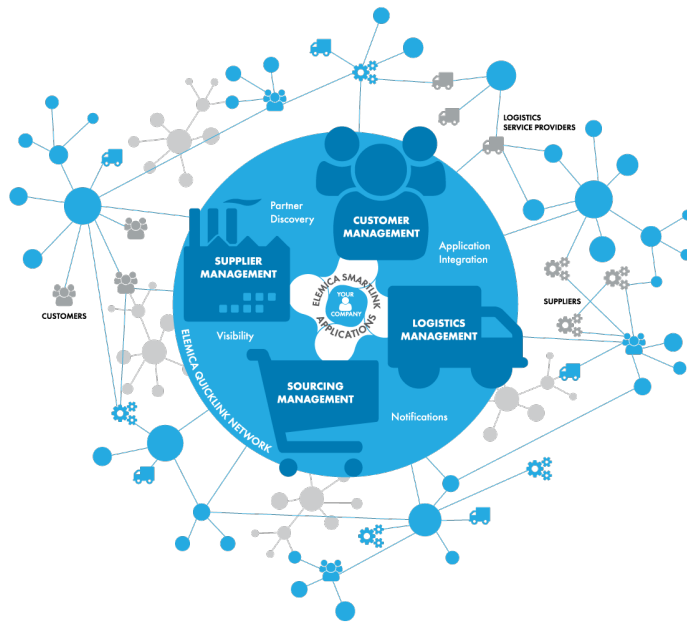 LOGISTICS
SERVICE PROVIDERS
Partner
Discovery
CUSTOMER
MANAGEMENT
Application
Integration
SUPPLIER
MANAGEMENT
ELEMICA SMARTLINK
APPLICATIONS
YOUR
COMPANY
CUSTOMERS
SUPPLIERS
LOGISTICS
MANAGEMENT
Visibility
SOURCING
MANAGEMENT
Notifications
ELEMICA QUICKLINK NETWORK